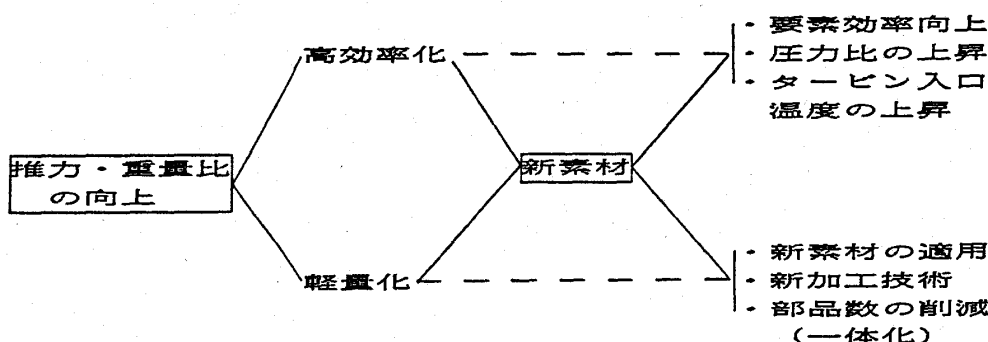 高効率化
・要素効率向上
・圧力比の上昇
・タービン入口
温度の上昇
推力・重量比
の向上
新素材
軽量化
・新素材の適用
・新加工技術
・部品数の削減
(一体化)